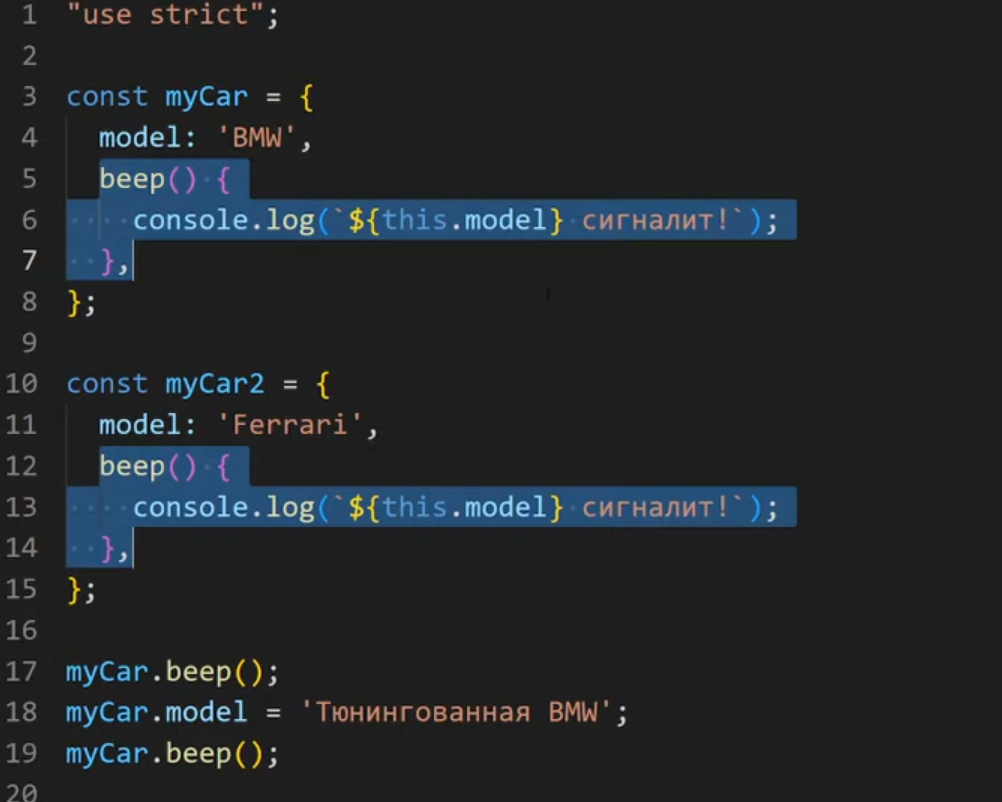 1 "use strict";
2
3 const myCar = {
4   model: 'BMW',
5   beep() {
6     console.log(`${this.model} сигналит!`);
7   },
8 };
9
10 const myCar2 = {
11   model: 'Ferrari',
12   beep() {
13     console.log(`${this.model} сигналит!`);
14   },
15 };
16
17 myCar.beep();
18 myCar.model = 'Тюнингованная BMW';
19 myCar.beep();
20